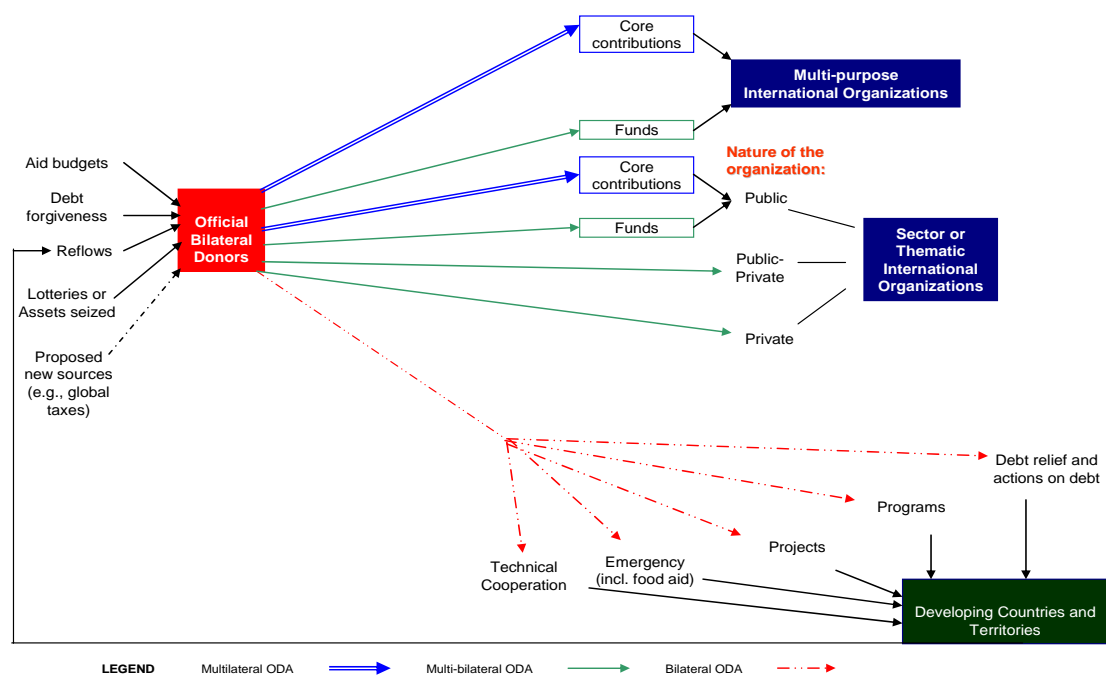 Core
contributions
Multi-purpose
International Organizations
Funds
Aid budgets
Core
contributions
Nature of the
organization:
Debt
forgiveness
Official
Bilateral
Donors
Public
Funds
Reflows
Sector or
Thematic
International
Organizations
Public-
Private
Lotteries or
Assets seized
Private
Proposed
new sources
(e.g., global
taxes)
Debt relief and
actions on debt
Programs
Projects
Emergency
(incl. food aid)
Technical
Cooperation
Developing Countries and
Territories
LEGEND Multilateral ODA Multi-bilateral ODA Bilateral ODA